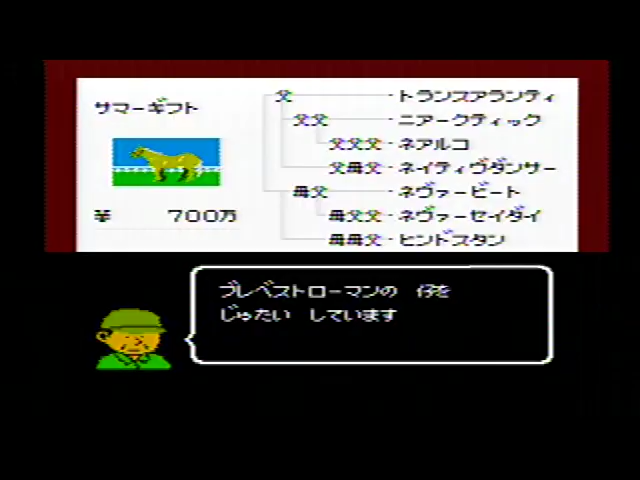 サマーギフト
¥ 700万
父 トランスアランティ
父父 ニアークティック
父父父 ネアルコ
父母父 ネイティヴダンサー
母父 ネヴァービート
母父父 ネヴァーセイダイ
母母父 ヒンドスタン
プレベストローマンの 仔を
じゅたい しています